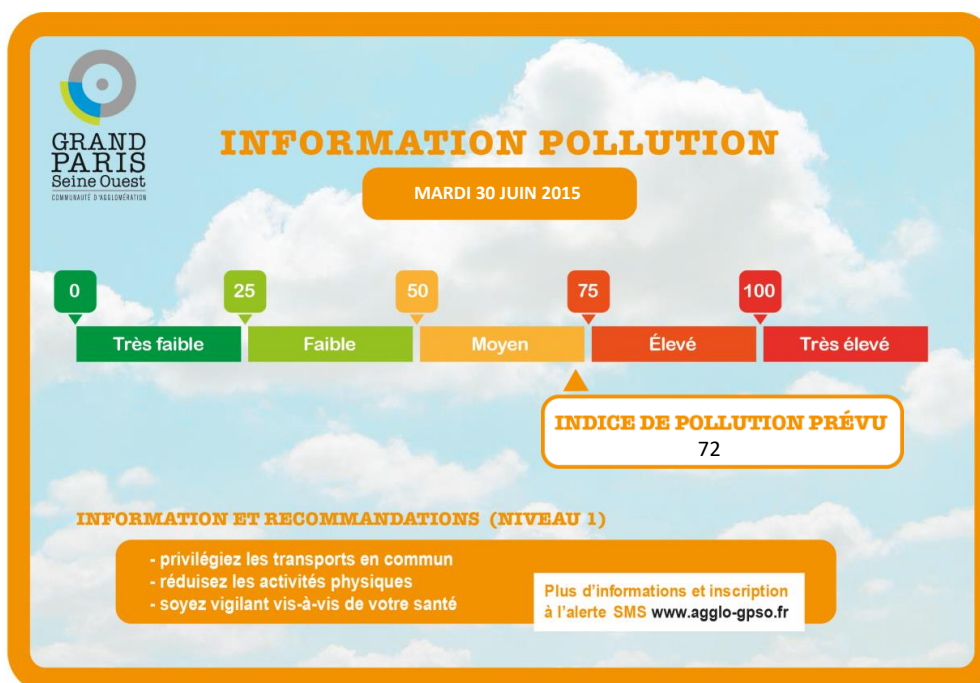 GRAND
PARIS
Seine Ouest
COMMUNAUTÉ D'AGGLOMÉRATION
INFORMATION POLLUTION
MARDI 30 JUIN 2015
0 25 50 75 100
Très faible Faible Moyen Élevé Très élevé
INDICE DE POLLUTION PRÉVU
72
INFORMATION ET RECOMMANDATIONS (NIVEAU 1)
- privilégiez les transports en commun
- réduisez les activités physiques
- soyez vigilant vis-à-vis de votre santé
Plus d'informations et inscription
à l'alerte SMS www.agglo-gpso.fr